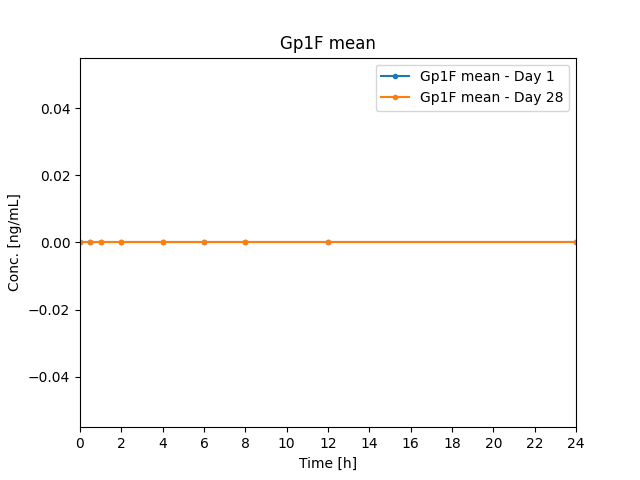 Gp1F mean
Gp1F mean - Day 1
Gp1F mean - Day 28
Conc. [ng/mL]
0.04
0.02
0.00
−0.02
−0.04
0 2 4 6 8 10 12 14 16 18 20 22 24
Time [h]